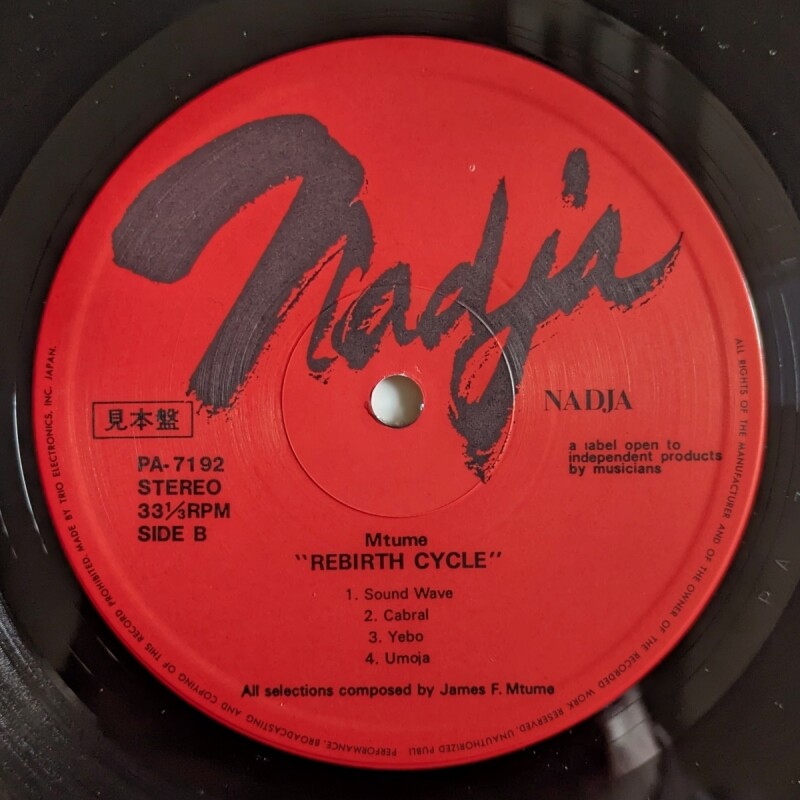 Nadja
NADJA
見本盤
a label open to
independent products
by musicians
PA-7192
STEREO
33⅓RPM
SIDE B
Mtume
"REBIRTH CYCLE"
1. Sound Wave
2. Cabral
3. Yebo
4. Umoja
All selections composed by James F. Mtume
ALL RIGHTS OF THE MANUFACTURER AND OF THE OWNER OF THE RECORDED WORK RESERVED. UNAUTHORIZED PUBLI PERFORMANCE, BROADCASTING AND COPYING OF THIS RECORD PROHIBITED. MADE BY TRIO ELECTRONICS, INC. JAPAN.